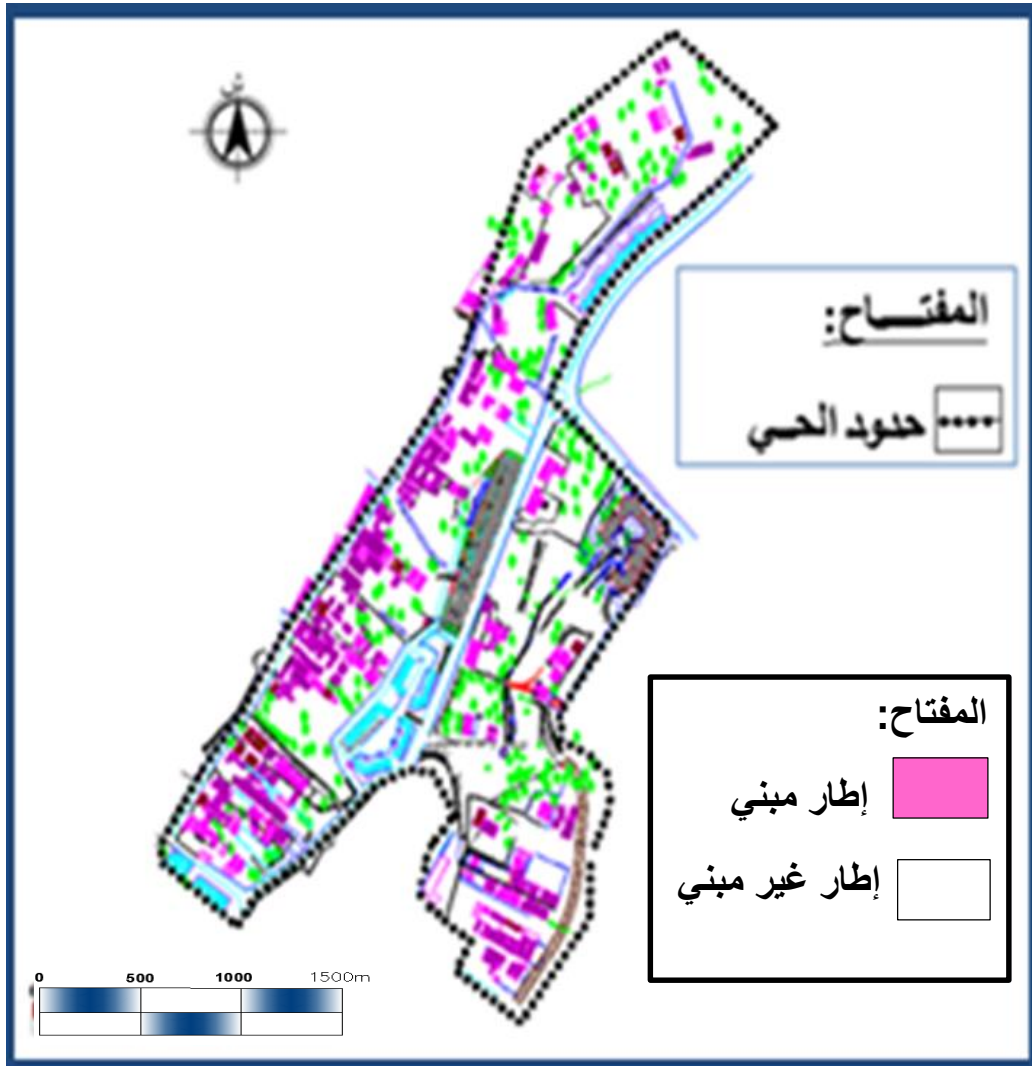 ش
المفتـــاح:
حدود الحـي
المفتاح:
إطار مبني
إطار غير مبني
0 500 1000 1500m